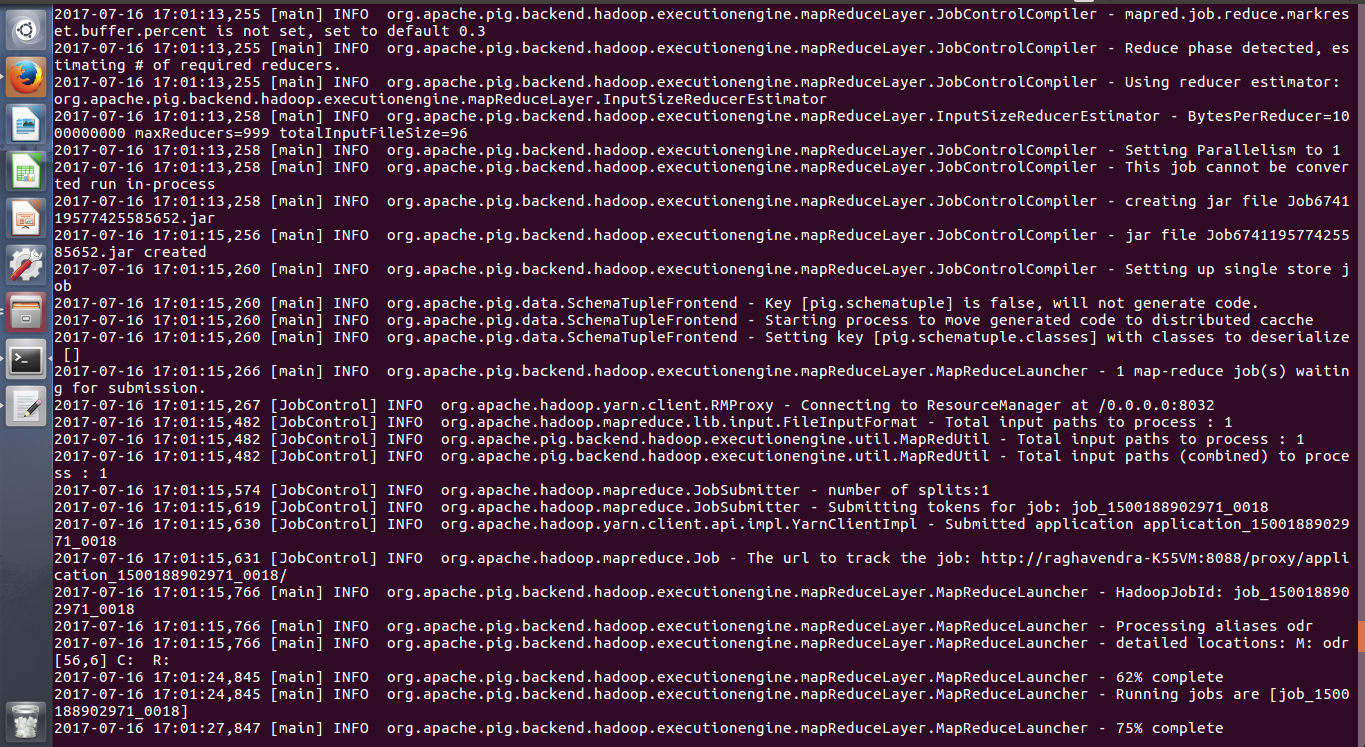 2017-07-16 17:01:13,255 [main] INFO  org.apache.pig.backend.hadoop.executionengine.mapReduceLayer.JobControlCompiler - mapred.job.reduce.markres
et.buffer.percent is not set, set to default 0.3
2017-07-16 17:01:13,255 [main] INFO  org.apache.pig.backend.hadoop.executionengine.mapReduceLayer.JobControlCompiler - Reduce phase detected, es
timating # of required reducers.
2017-07-16 17:01:13,255 [main] INFO  org.apache.pig.backend.hadoop.executionengine.mapReduceLayer.JobControlCompiler - Using reducer estimator:
org.apache.pig.backend.hadoop.executionengine.mapReduceLayer.InputSizeReducerEstimator
2017-07-16 17:01:13,258 [main] INFO  org.apache.pig.backend.hadoop.executionengine.mapReduceLayer.InputSizeReducerEstimator - BytesPerReducer=10
00000000 maxReducers=999 totalInputFileSize=96
2017-07-16 17:01:13,258 [main] INFO  org.apache.pig.backend.hadoop.executionengine.mapReduceLayer.JobControlCompiler - Setting Parallelism to 1
2017-07-16 17:01:13,258 [main] INFO  org.apache.pig.backend.hadoop.executionengine.mapReduceLayer.JobControlCompiler - This job cannot be conver
ted run in-process
2017-07-16 17:01:13,258 [main] INFO  org.apache.pig.backend.hadoop.executionengine.mapReduceLayer.JobControlCompiler - creating jar file Job6741
19577425585652.jar
2017-07-16 17:01:15,256 [main] INFO  org.apache.pig.backend.hadoop.executionengine.mapReduceLayer.JobControlCompiler - jar file Job6741195774255
85652.jar created
2017-07-16 17:01:15,260 [main] INFO  org.apache.pig.backend.hadoop.executionengine.mapReduceLayer.JobControlCompiler - Setting up single store j
ob
2017-07-16 17:01:15,260 [main] INFO  org.apache.pig.data.SchemaTupleFrontend - Key [pig.schematuple] is false, will not generate code.
2017-07-16 17:01:15,260 [main] INFO  org.apache.pig.data.SchemaTupleFrontend - Starting process to move generated code to distributed cacche
2017-07-16 17:01:15,260 [main] INFO  org.apache.pig.data.SchemaTupleFrontend - Setting key [pig.schematuple.classes] with classes to deserialize
 []
2017-07-16 17:01:15,266 [main] INFO  org.apache.pig.backend.hadoop.executionengine.mapReduceLayer.MapReduceLauncher - 1 map-reduce job(s) waitin
g for submission.
2017-07-16 17:01:15,267 [JobControl] INFO  org.apache.hadoop.yarn.client.RMProxy - Connecting to ResourceManager at /0.0.0.0:8032
2017-07-16 17:01:15,482 [JobControl] INFO  org.apache.hadoop.mapreduce.lib.input.FileInputFormat - Total input paths to process : 1
2017-07-16 17:01:15,482 [JobControl] INFO  org.apache.pig.backend.hadoop.executionengine.util.MapRedUtil - Total input paths to process : 1
2017-07-16 17:01:15,482 [JobControl] INFO  org.apache.pig.backend.hadoop.executionengine.util.MapRedUtil - Total input paths (combined) to proce
ss : 1
2017-07-16 17:01:15,574 [JobControl] INFO  org.apache.hadoop.mapreduce.JobSubmitter - number of splits:1
2017-07-16 17:01:15,619 [JobControl] INFO  org.apache.hadoop.mapreduce.JobSubmitter - Submitting tokens for job: job_1500188902971_0018
2017-07-16 17:01:15,630 [JobControl] INFO  org.apache.hadoop.yarn.client.api.impl.YarnClientImpl - Submitted application application_15001889029
71_0018
2017-07-16 17:01:15,631 [JobControl] INFO  org.apache.hadoop.mapreduce.Job - The url to track the job: http://raghavendra-K55VM:8088/proxy/appli
cation_1500188902971_0018/
2017-07-16 17:01:15,766 [main] INFO  org.apache.pig.backend.hadoop.executionengine.mapReduceLayer.MapReduceLauncher - HadoopJobId: job_150018890
2971_0018
2017-07-16 17:01:15,766 [main] INFO  org.apache.pig.backend.hadoop.executionengine.mapReduceLayer.MapReduceLauncher - Processing aliases odr
2017-07-16 17:01:15,766 [main] INFO  org.apache.pig.backend.hadoop.executionengine.mapReduceLayer.MapReduceLauncher - detailed locations: M: odr
[56,6] C:  R:
2017-07-16 17:01:24,845 [main] INFO  org.apache.pig.backend.hadoop.executionengine.mapReduceLayer.MapReduceLauncher - 62% complete
2017-07-16 17:01:24,845 [main] INFO  org.apache.pig.backend.hadoop.executionengine.mapReduceLayer.MapReduceLauncher - Running jobs are [job_1500
188902971_0018]
2017-07-16 17:01:27,847 [main] INFO  org.apache.pig.backend.hadoop.executionengine.mapReduceLayer.MapReduceLauncher - 75% complete